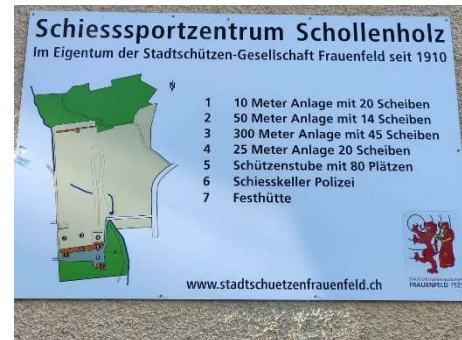 Schiesssportzentrum Schollenholz
Im Eigentum der Stadtschützen-Gesellschaft Frauenfeld seit 1910
1 10 Meter Anlage mit 20 Scheiben
2 50 Meter Anlage mit 14 Scheiben
3 300 Meter Anlage mit 45 Scheiben
4 25 Meter Anlage 20 Scheiben
5 Schützenstube mit 80 Plätzen
6 Schiesskeller Polizei
7 Festhütte
www.stadtschuetzenfrauenfeld.ch
FRAUENFELD